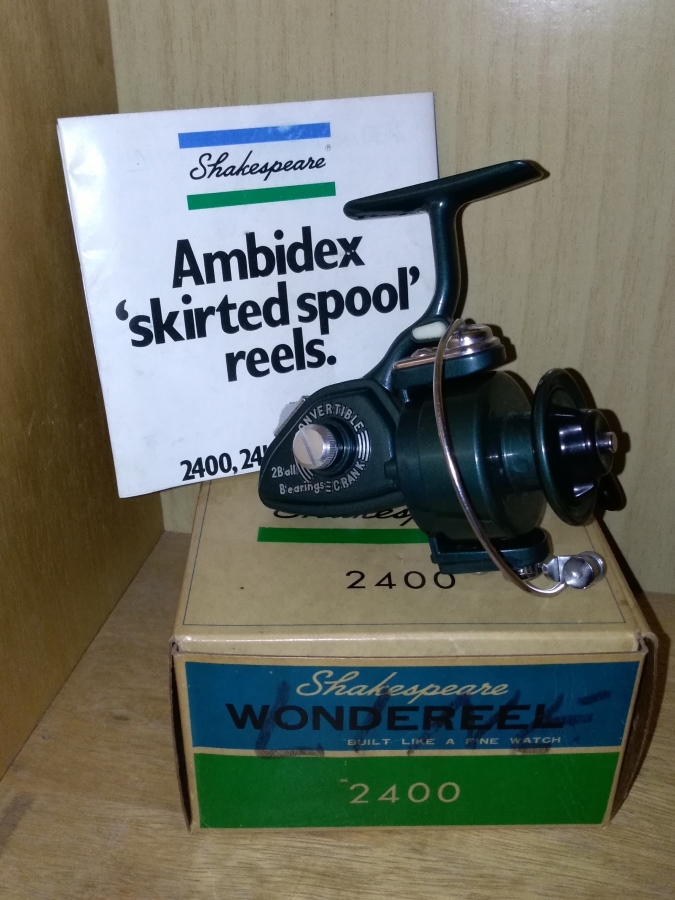 Shakespeare®
Ambidex
‘skirted spool’
reels.
2400,
CONVERTIBLE
CRANK
2 Ball
Bearings
Shakespeare
2400
Shakespeare
WONDEREEL
BUILT LIKE A FINE WATCH
2400